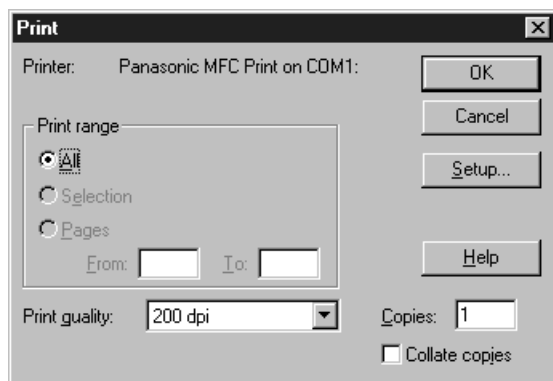 Print
Printer: Panasonic MFC Print on COM1:
OK
Cancel
Print range
All
Setup...
Selection
Pages
From: To:
Help
Print quality: 200 dpi
Copies: 1
Collate copies